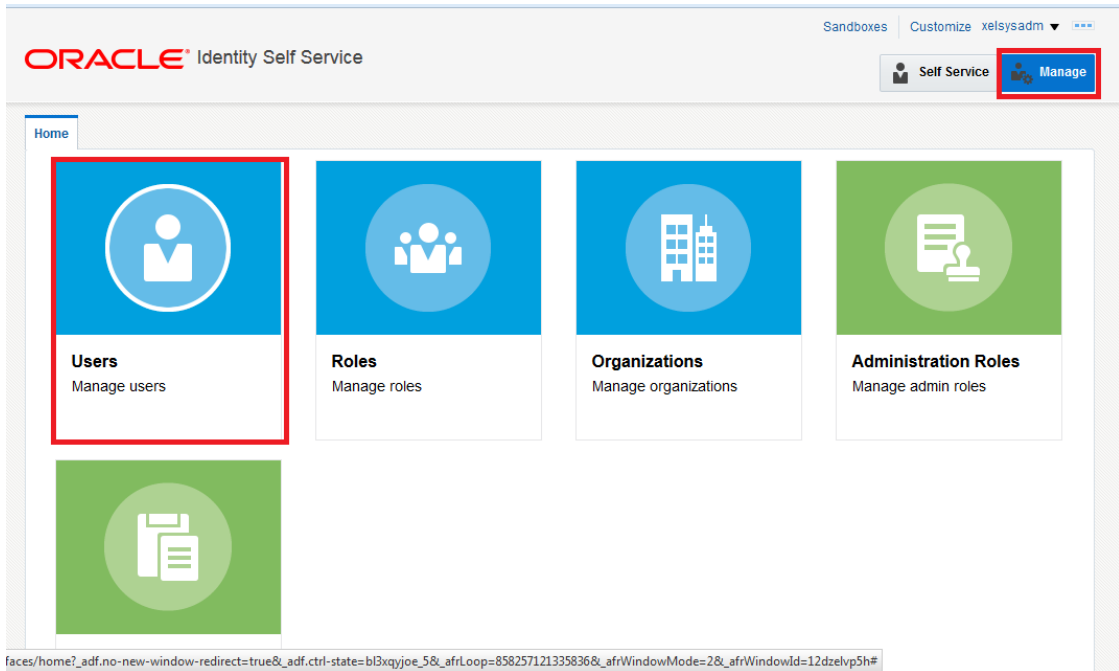 Sandboxes Customize xelsysadm
ORACLE® Identity Self Service
Self Service Manage
Home
Users
Manage users
Roles
Manage roles
Organizations
Manage organizations
Administration Roles
Manage admin roles
faces/home?_adf.no-new-window-redirect=true&_adf.ctrl-state=bl3xqyjoe_5&_afrLoop=858257121335836&_afrWindowMode=2&_afrWindowId=12dzelvp5h#